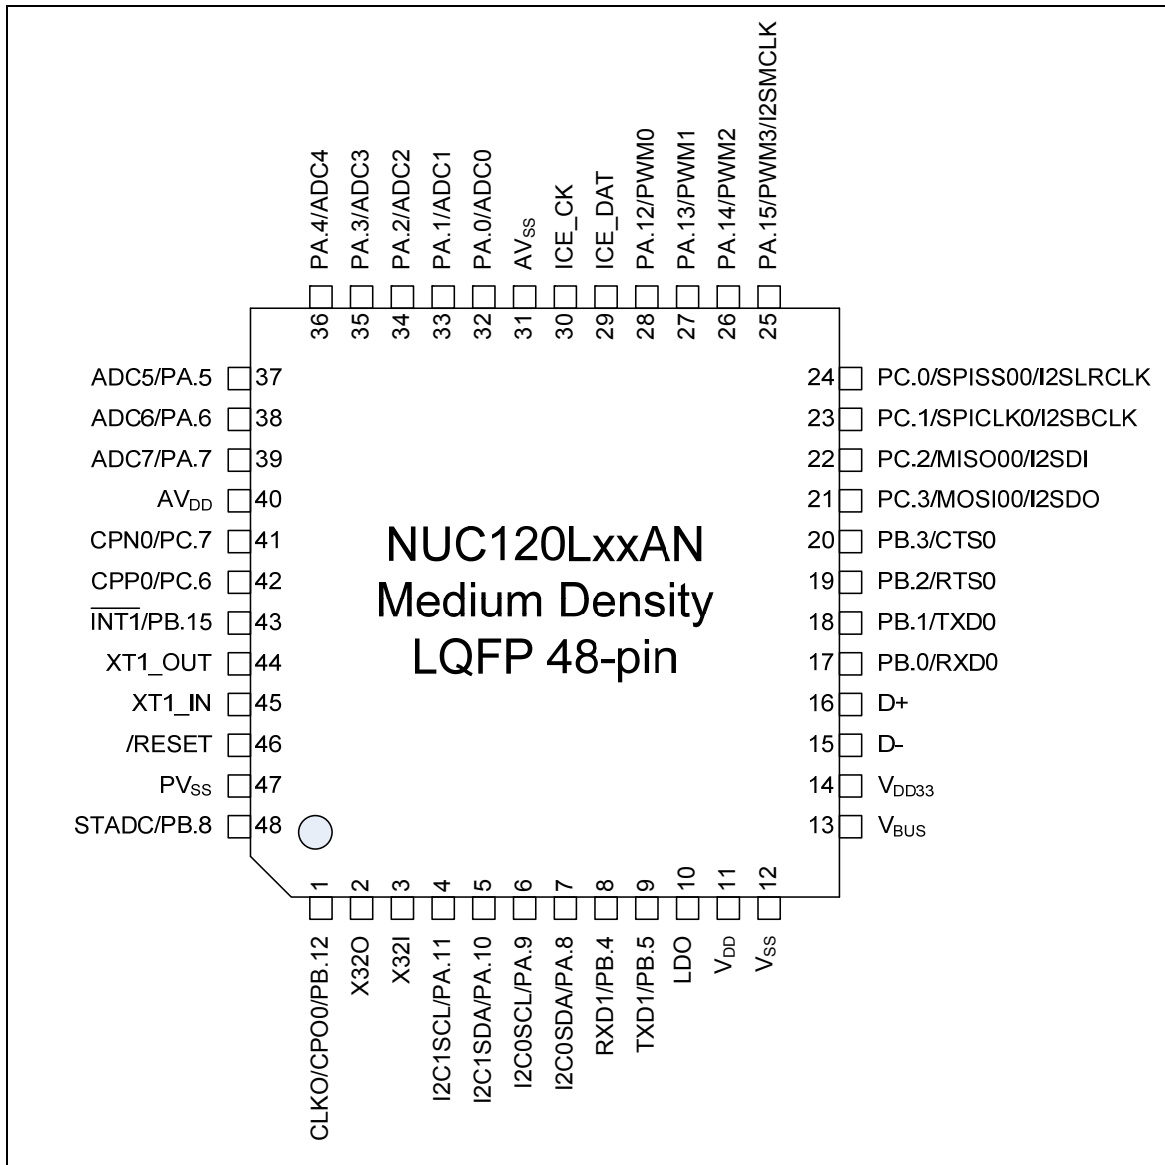 PA.4/ADC4
PA.3/ADC3
PA.2/ADC2
PA.1/ADC1
PA.0/ADC0
AVSS
ICE_CK
ICE_DAT
PA.12/PWM0
PA.13/PWM1
PA.14/PWM2
PA.15/PWM3/I2SMCLK
36
35
34
33
32
31
30
29
28
27
26
25
ADC5/PA.5 37
ADC6/PA.6 38
ADC7/PA.7 39
AVDD 40
CPN0/PC.7 41
CPP0/PC.6 42
INT1/PB.15 43
XT1_OUT 44
XT1_IN 45
/RESET 46
PVSS 47
STADC/PB.8 48
NUC120LxxAN
Medium Density
LQFP 48-pin
24 PC.0/SPISS00/I2SLRCLK
23 PC.1/SPICLK0/I2SBCLK
22 PC.2/MISO00/I2SDI
21 PC.3/MOSI00/I2SDO
20 PB.3/CTS0
19 PB.2/RTS0
18 PB.1/TXD0
17 PB.0/RXD0
16 D+
15 D-
14 VDD33
13 VBUS
1
2
3
4
5
6
7
8
9
10
11
12
CLKO/CPO0/PB.12
X32O
X32I
I2C1SCL/PA.11
I2C1SDA/PA.10
I2C0SCL/PA.9
I2C0SDA/PA.8
RXD1/PB.4
TXD1/PB.5
LDO
VDD
VSS